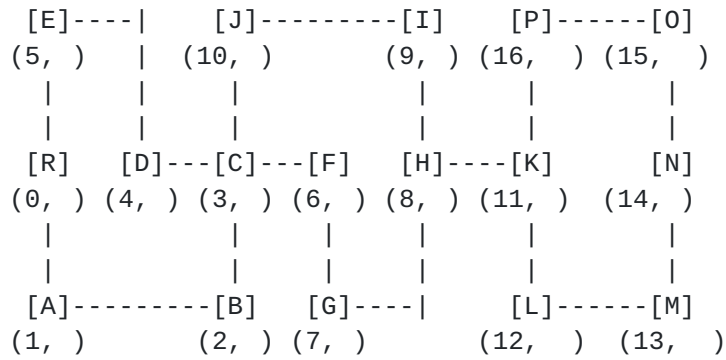 [E]----|    [J]---------[I]    [P]------[O]
(5, )  |  (10, )       (9, ) (16,  ) (15,  )
  |    |     |           |      |        |
  |    |     |           |      |        |
 [R]   [D]---[C]---[F]   [H]----[K]      [N]
(0, ) (4, ) (3, ) (6, ) (8, ) (11, )  (14, )
  |          |     |     |      |        |
  |          |     |     |      |        |
 [A]---------[B]   [G]----|     [L]------[M]
(1, )       (2, ) (7, )      (12,  ) (13,  )